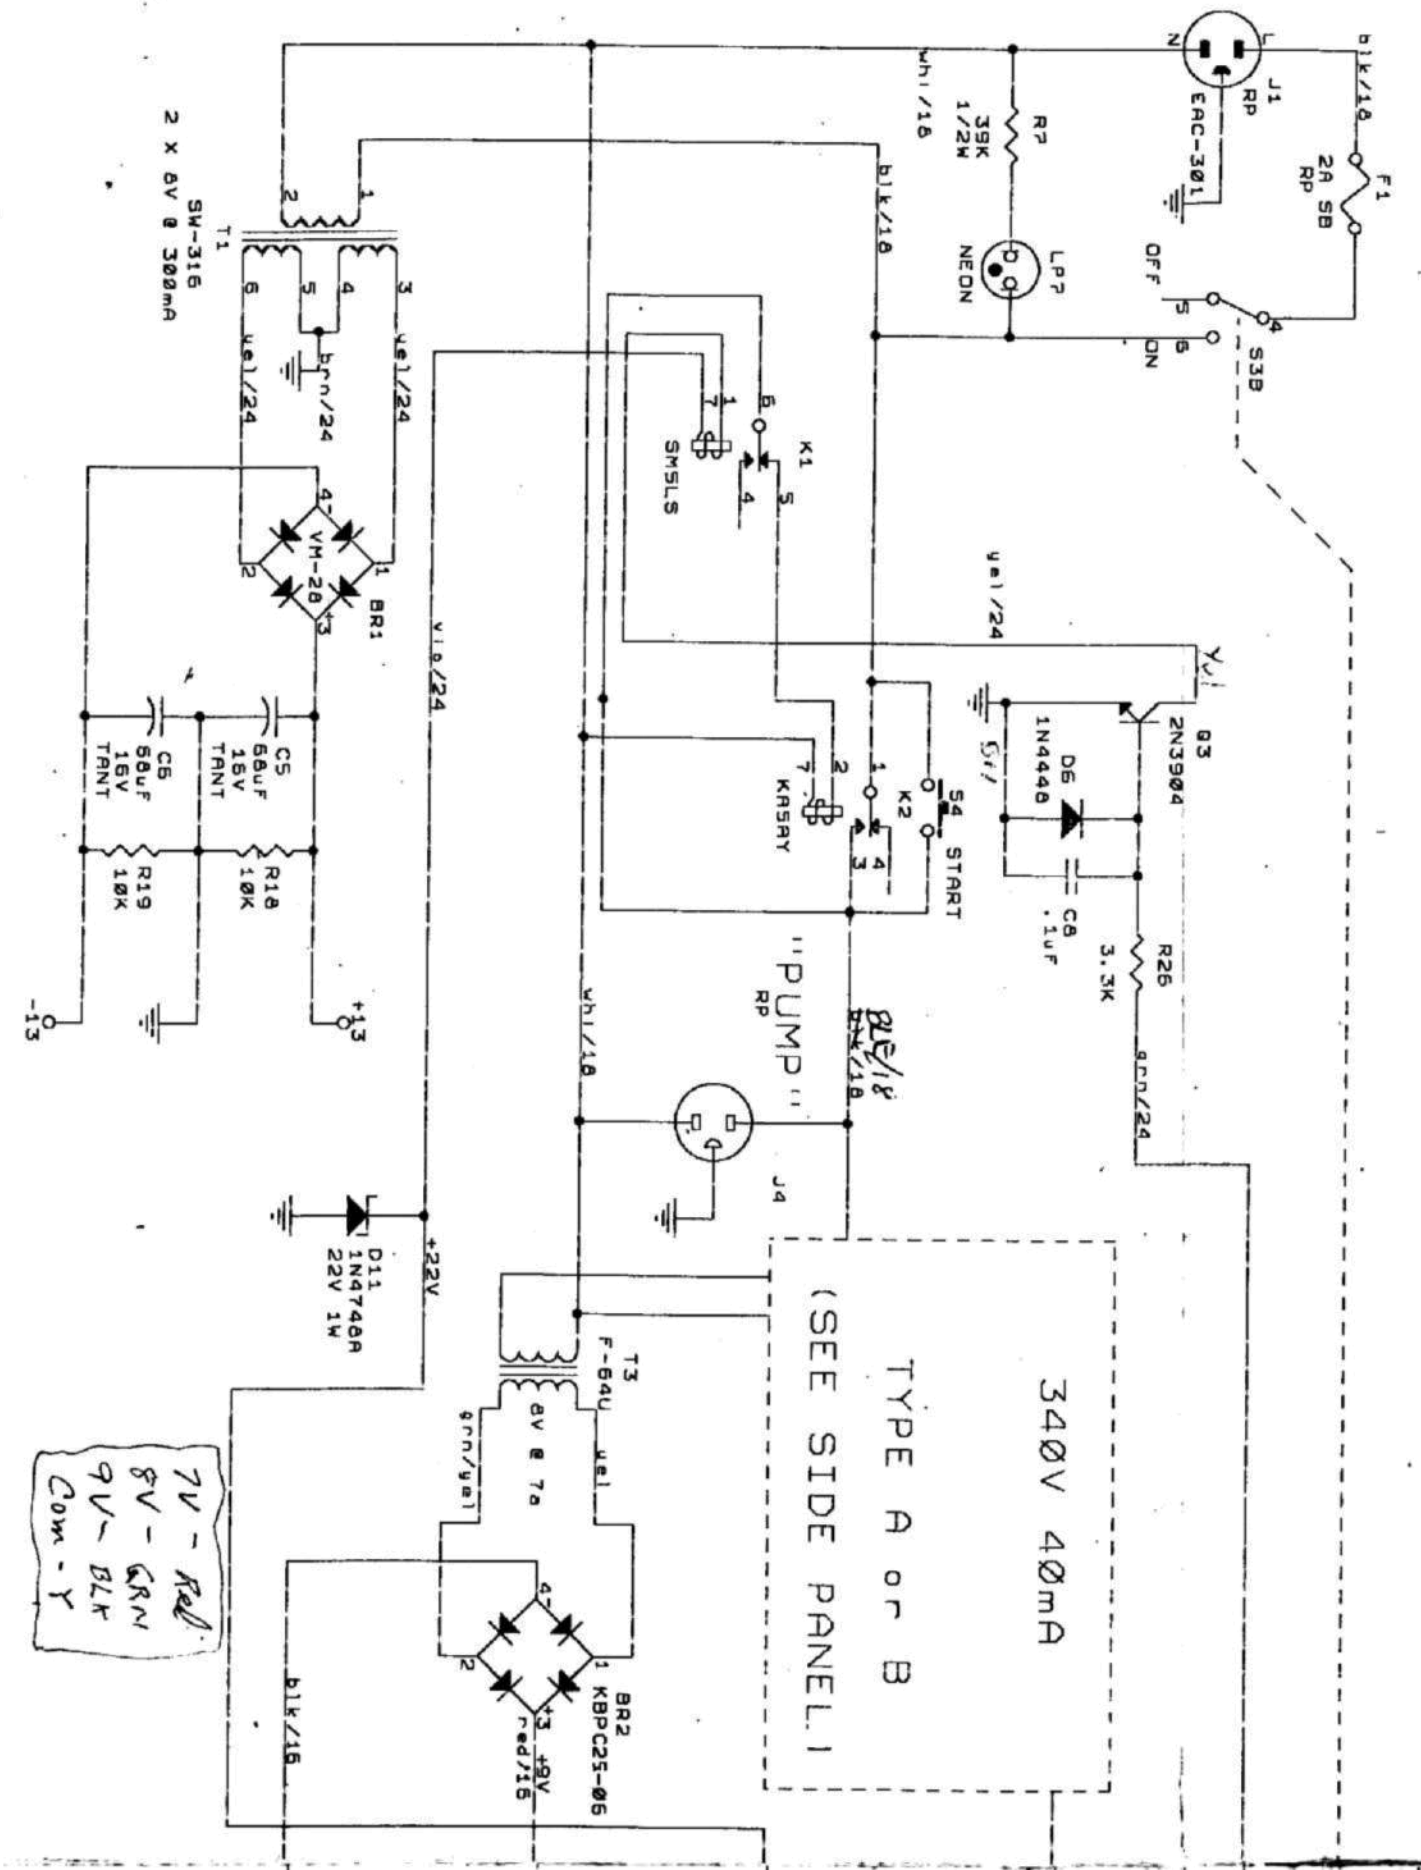 blk/18
F1
2A SB
RP
L
N
J1
RP
EAC-301
OFF
5
4
6
ON
S3B
R7
39K
1/2W
LP7
NEON
whi/18
blk/18
yel/24
Yel
Q3
2N3904
D6
1N4448
C8
.1uF
R26
3.3K
grn/24
K1
6
5
4
1
7
SMSLS
S4
START
K2
1
4
3
2
7
KA5AY
"PUMP"
RP
BLE/18
blk/18
whi/18
J4
340V 40mA
TYPE A or B
(SEE SIDE PANEL)
1
2
3
4
5
6
T1
SW-316
2 X 8V @ 300mA
yel/24
brn/24
yel/24
vio/24
BR1
VM-28
4-
1
2
+3
C5
68uF
16V
TANT
C6
68uF
16V
TANT
R18
10K
R19
10K
+13
-13
+22V
D11
1N4748A
22V 1W
T3
F-64U
8V @ 7a
yel
grn/yel
BR2
KBPC25-06
4-
1
2
+3
+9V
red/16
blk/16
7V - Red
8V - GRN
9V - BLK
Com - Y